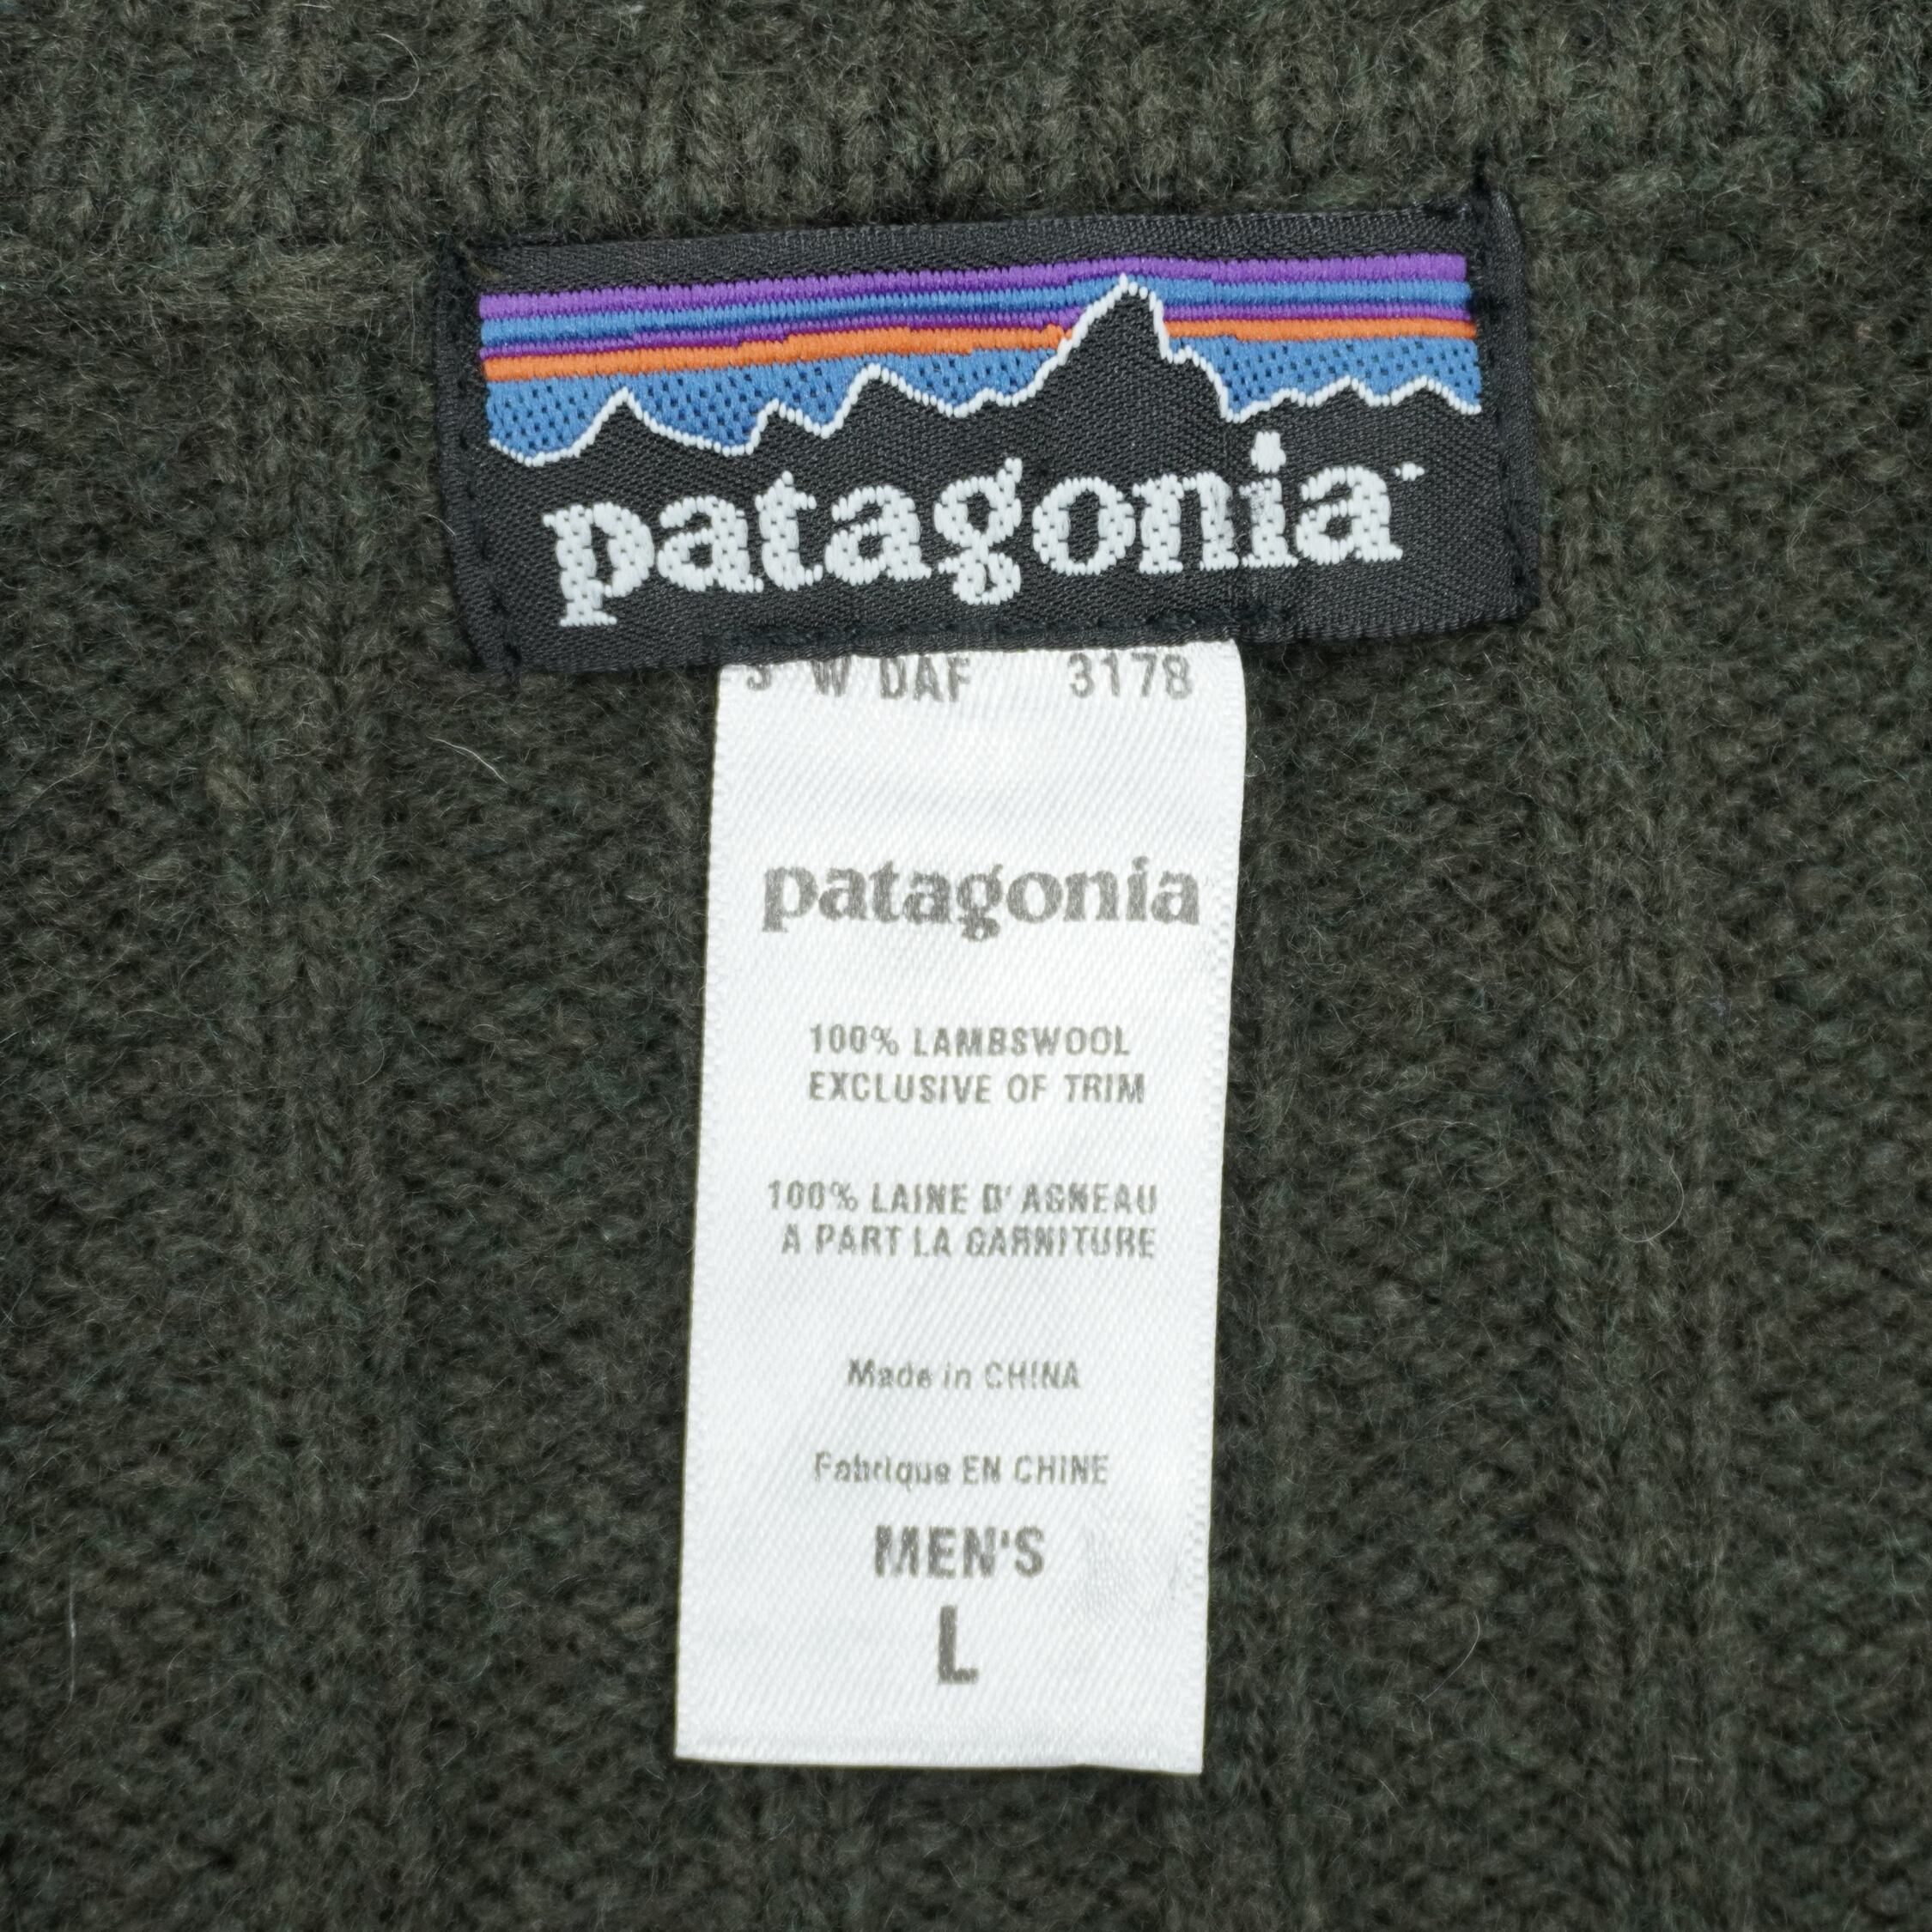 patagonia
W DAF 3178
patagonia
100% LAMBSWOOL
EXCLUSIVE OF TRIM
100% LAINE D'AGNEAU
A PART LA GARNITURE
Made in CHINA
Fabrique EN CHINE
MEN'S
L